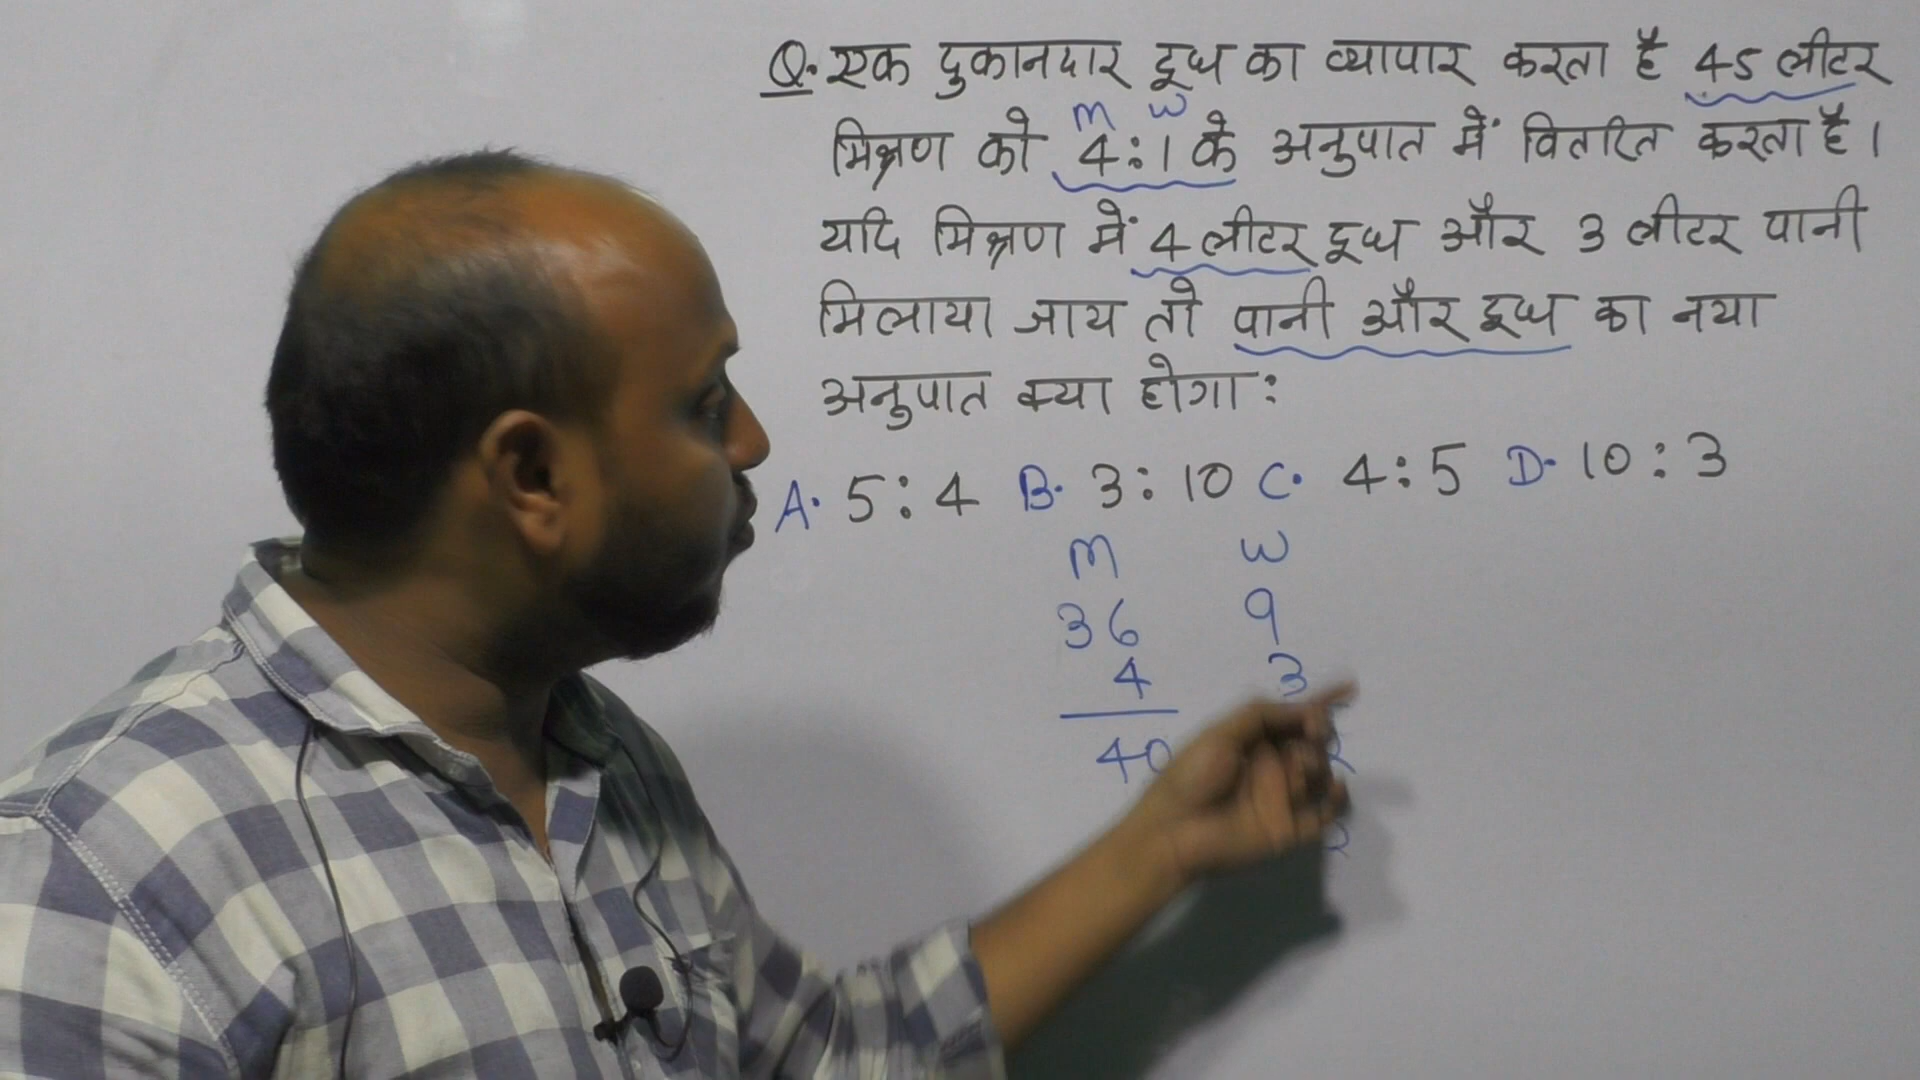 Q. एक दुकानदार दूध का व्यापार करता है 45 लीटर
M W
मिश्रण को 4:1 के अनुपात में वितरित करता है।
यदि मिश्रण में 4 लीटर दूध और 3 लीटर पानी
मिलाया जाय तो पानी और दूध का नया
अनुपात क्या होगा:
A. 5:4 B. 3:10 C. 4:5 D. 10:3
M W
36 9
4 3
40